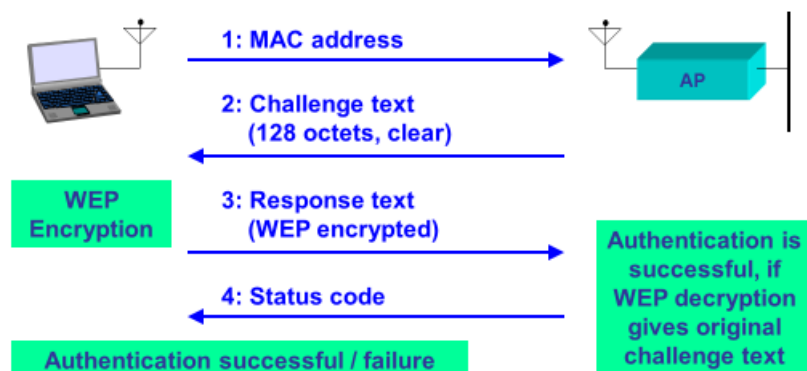 1: MAC address
AP
2: Challenge text
(128 octets, clear)
WEP
Encryption
3: Response text
(WEP encrypted)
4: Status code
Authentication is
successful, if
WEP decryption
gives original
challenge text
Authentication successful / failure